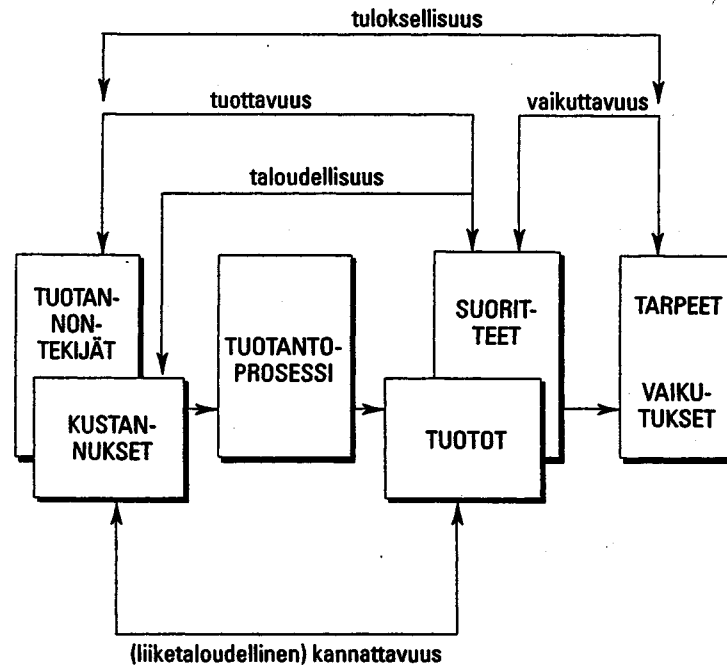 tuloksellisuus
tuottavuus
vaikuttavuus
taloudellisuus
TUOTAN-
NON-
TEKIJÄT
KUSTAN-
NUKSET
TUOTANTO-
PROSESSI
SUORIT-
TEET
TUOTOT
TARPEET
VAIKU-
TUKSET
(liiketaloudellinen) kannattavuus